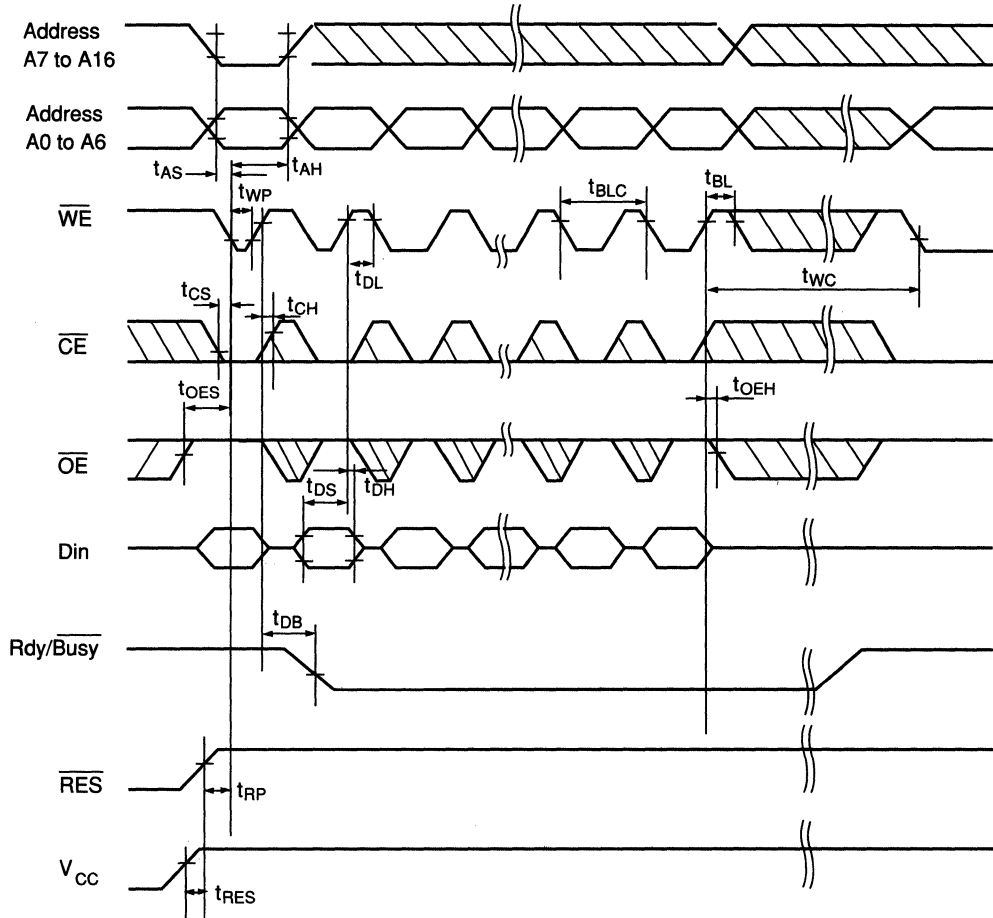 Address
A7 to A16
Address
A0 to A6
tAS
tAH
tWP
tBLC
tBL
WE
tDL
tWC
tCS
tCH
CE
tOES
tOEH
OE
tDS
tDH
Din
tDB
Rdy/Busy
RES
tRP
VCC
tRES